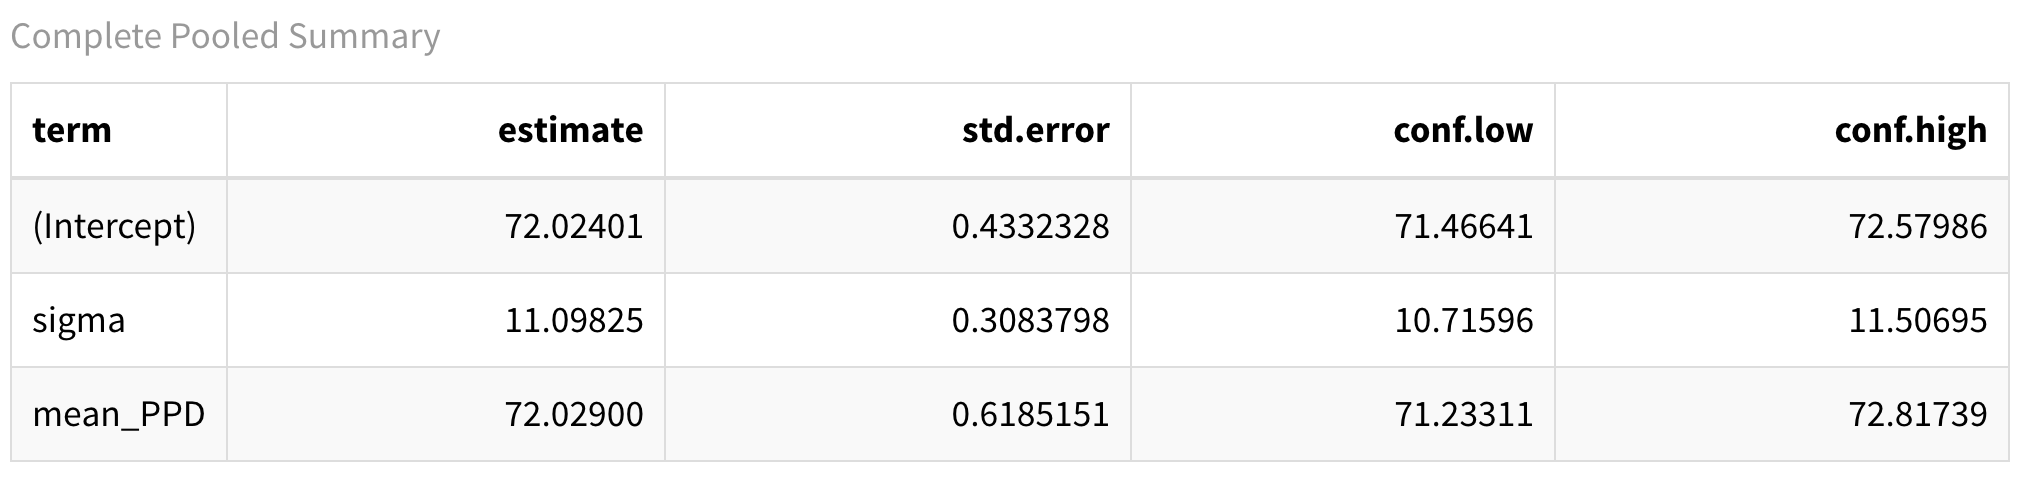 Complete Pooled Summary
term estimate std.error conf.low conf.high
(Intercept) 72.02401 0.4332328 71.46641 72.57986
sigma 11.09825 0.3083798 10.71596 11.50695
mean_PPD 72.02900 0.6185151 71.23311 72.81739